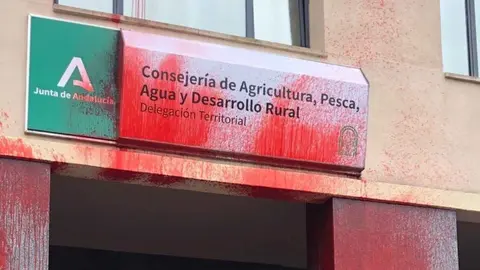 Junta de Andalucía
Consejería de Agricultura, Pesca,
Agua y Desarrollo Rural
Delegación Territorial